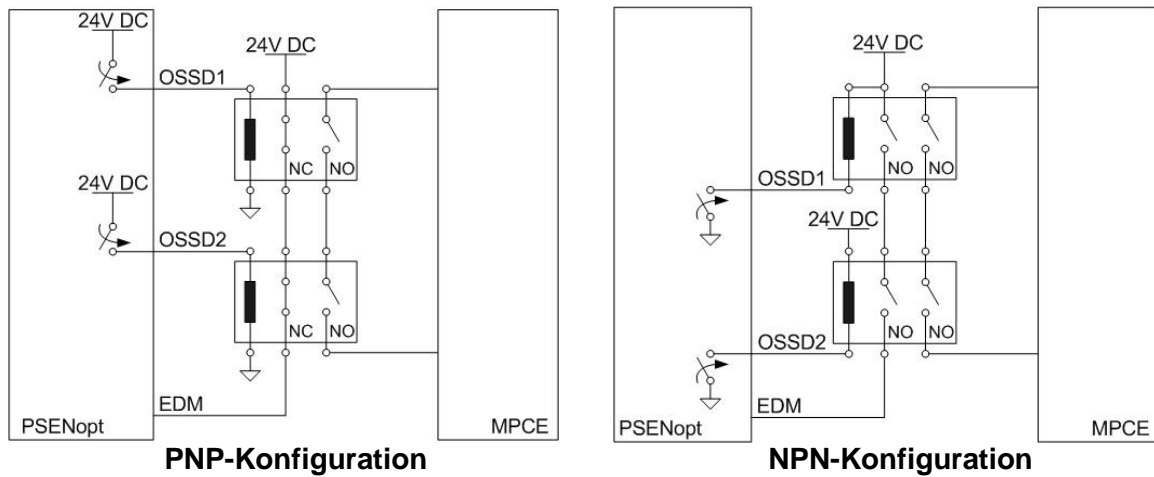 24V DC
OSSD1
24V DC
NC
NO
24V DC
OSSD2
NC
NO
EDM
PSENopt
MPCE
PNP-Konfiguration
24V DC
NO
NO
OSSD1
24V DC
NO
NO
OSSD2
EDM
PSENopt
MPCE
NPN-Konfiguration